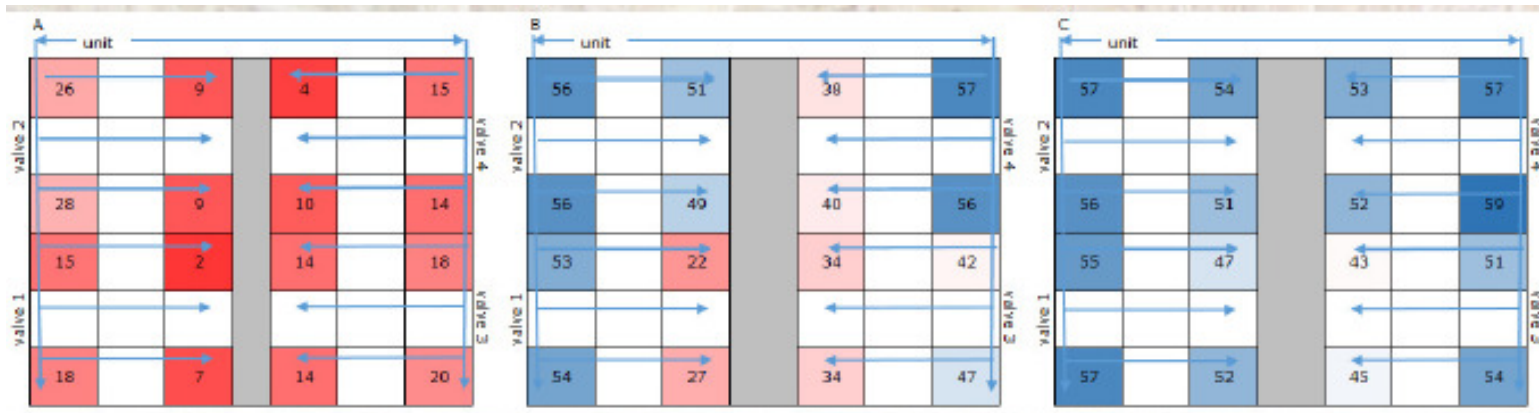 A
unit
26 9 4 15
valve 2
valve 4
28 9 10 14
15 2 14 18
valve 1
valve 3
18 7 14 20
B
unit
56 51 38 57
valve 2
valve 4
56 49 40 56
53 22 34 42
valve 1
valve 3
54 27 34 47
C
unit
57 54 53 57
valve 2
valve 4
56 51 52 59
55 47 43 51
valve 1
valve 3
57 52 45 54